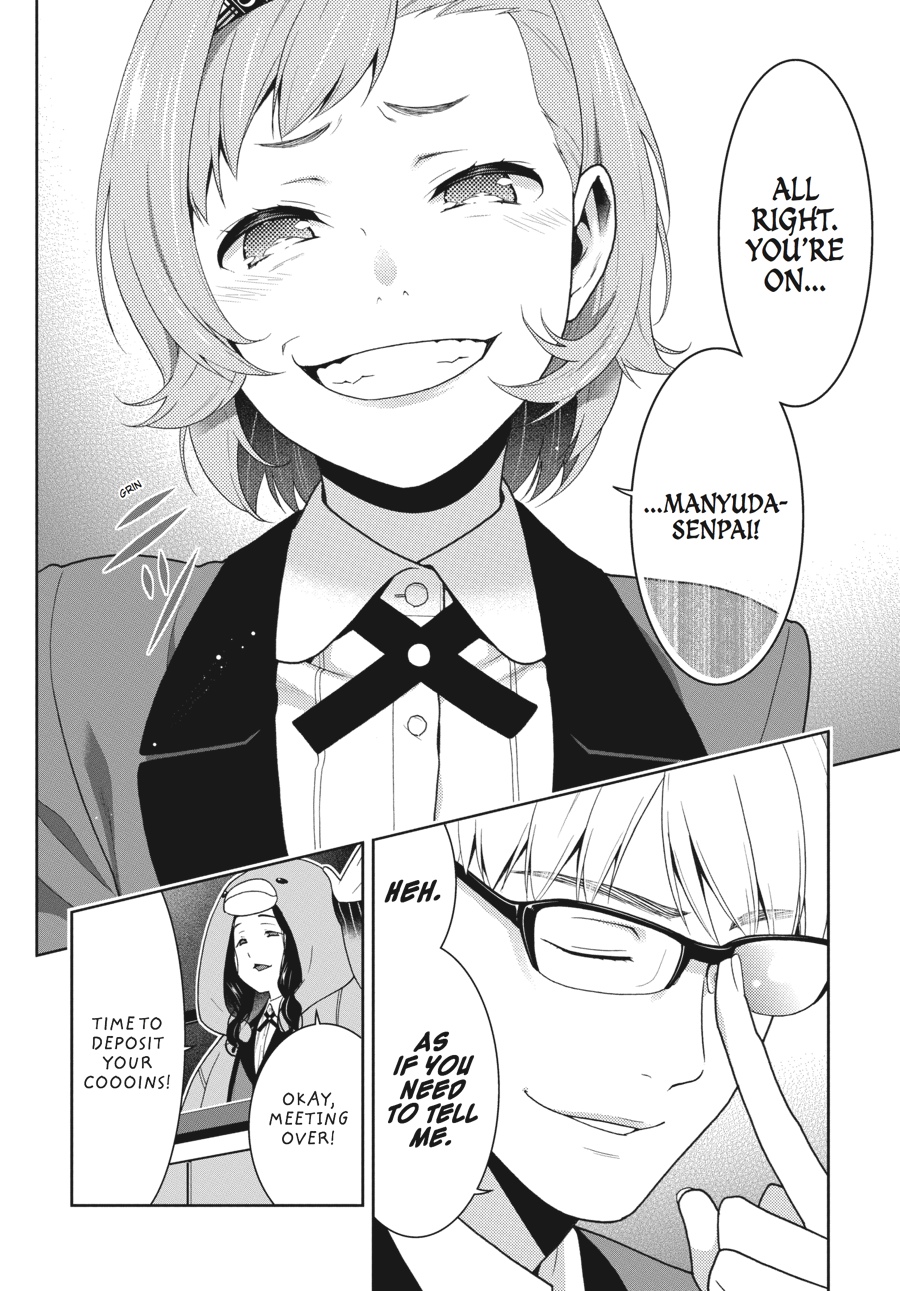 ALL
RIGHT.
YOU'RE
ON...
...MANYUDA-
SENPAI!
GRIN
HEH.
AS
IF YOU
NEED
TO TELL
ME.
OKAY,
MEETING
OVER!
TIME TO
DEPOSIT
YOUR
COOOINS!